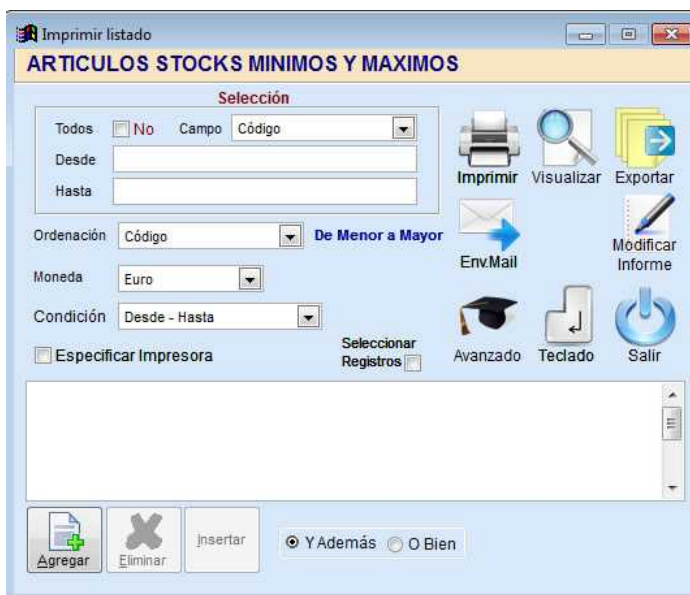 Imprimir listado
ARTICULOS STOCKS MINIMOS Y MAXIMOS
Selección
Todos No Campo Código
Desde
Hasta
Ordenación Código De Menor a Mayor
Moneda Euro
Condición Desde - Hasta
Especificar Impresora
Seleccionar
Registros
Imprimir Visualizar Exportar
Env.Mail
Modificar
Informe
Avanzado Teclado Salir
Agregar Eliminar Insertar
Y Además O Bien